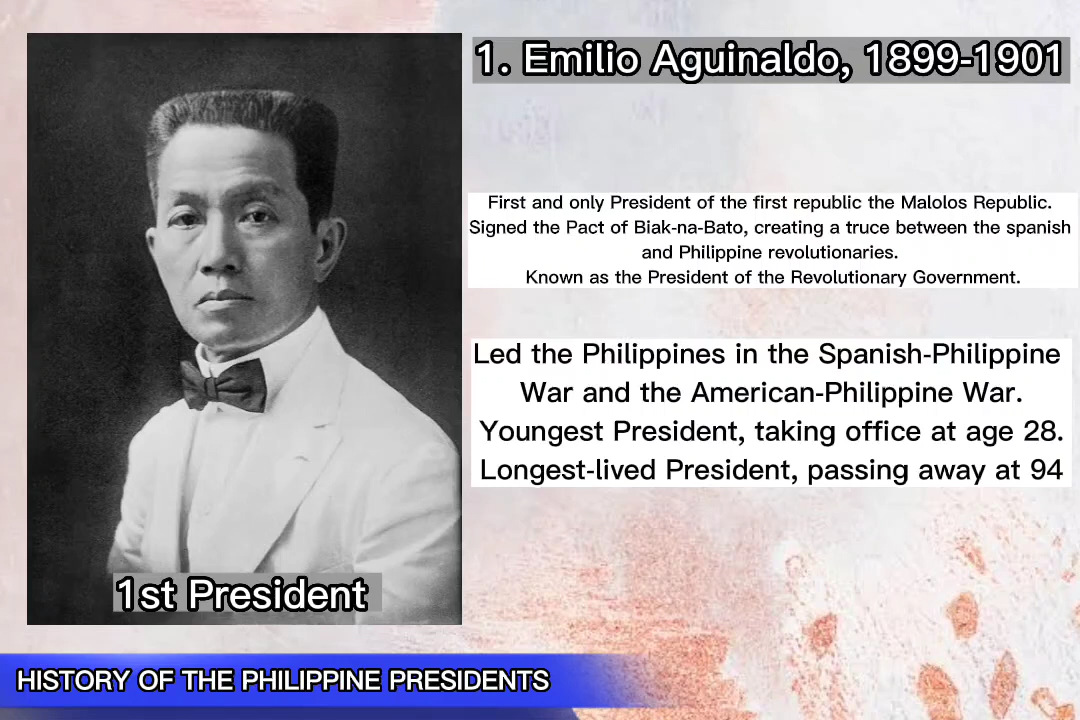 1. Emilio Aguinaldo, 1899-1901
First and only President of the first republic the Malolos Republic.
Signed the Pact of Biak-na-Bato, creating a truce between the spanish
and Philippine revolutionaries.
Known as the President of the Revolutionary Government.
Led the Philippines in the Spanish-Philippine
War and the American-Philippine War.
Youngest President, taking office at age 28.
Longest-lived President, passing away at 94
1st President
HISTORY OF THE PHILIPPINE PRESIDENTS